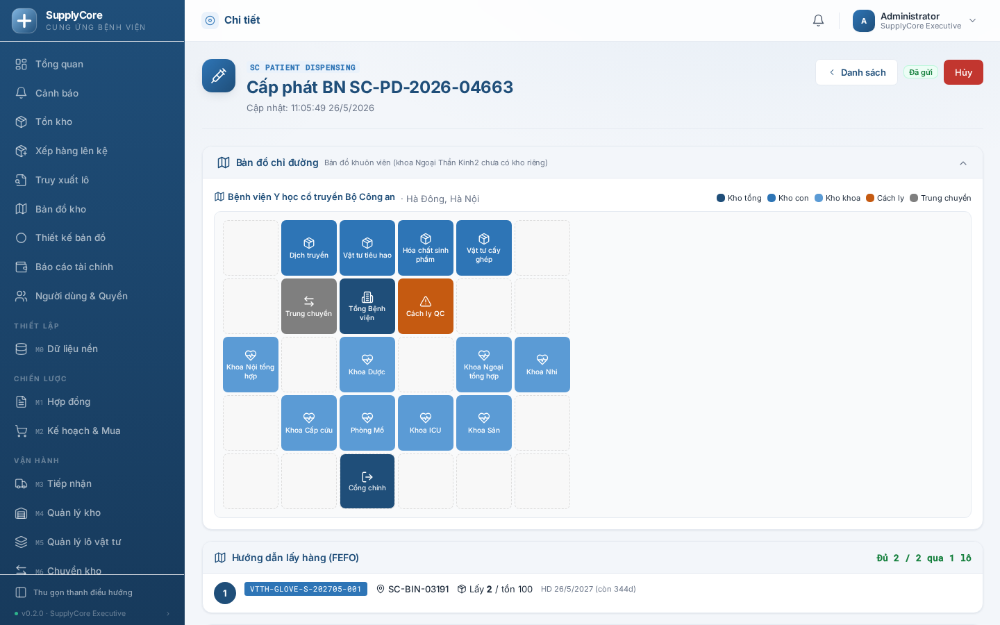 SupplyCore
CUNG ỨNG BỆNH VIỆN
Tổng quan
Cảnh báo
Tồn kho
Xếp hàng lên kệ
Truy xuất lô
Bản đồ kho
Thiết kế bản đồ
Báo cáo tài chính
Người dùng & Quyền
THIẾT LẬP
M0 Dữ liệu nền
CHIẾN LƯỢC
M1 Hợp đồng
M2 Kế hoạch & Mua
VẬN HÀNH
M3 Tiếp nhận
M4 Quản lý kho
M5 Quản lý lô vật tư
M6 Chuyển kho
Thu gọn thanh điều hướng
v0.2.0 · SupplyCore Executive
Chi tiết
A
Administrator
SupplyCore Executive
SC PATIENT DISPENSING
Cấp phát BN SC-PD-2026-04663
Cập nhật: 11:05:49 26/5/2026
Danh sách
Đã gửi
Hủy
Bản đồ chỉ đường Bản đồ khuôn viên (khoa Ngoại Thần Kinh2 chưa có kho riêng)
Bệnh viện Y học cổ truyền Bộ Công an · Hà Đông, Hà Nội
Kho tổng Kho con Kho khoa Cách ly Trung chuyển
Dịch truyền
Vật tư tiêu hao
Hóa chất sinh phẩm
Vật tư cấy ghép
Trung chuyển
Tổng Bệnh viện
Cách ly QC
Khoa Nội tổng hợp
Khoa Dược
Khoa Ngoại tổng hợp
Khoa Nhi
Khoa Cấp cứu
Phòng Mổ
Khoa ICU
Khoa Sản
Cổng chính
Hướng dẫn lấy hàng (FEFO)
Đủ 2 / 2 qua 1 lô
1 VTTH-GLOVE-S-202705-001 SC-BIN-03191 Lấy 2 / tồn 100 HD 26/5/2027 (còn 344d)